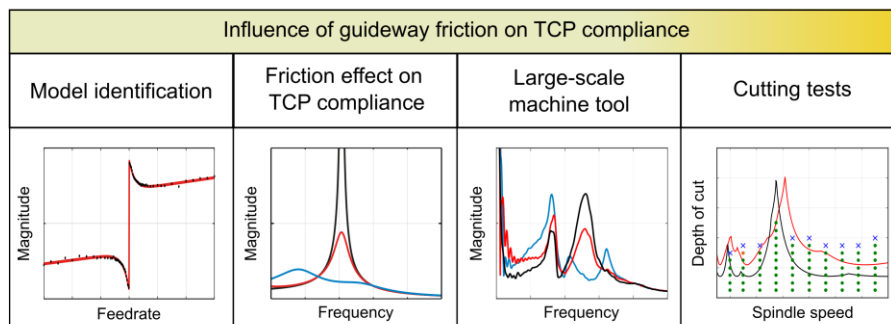 Influence of guideway friction on TCP compliance
Model identification
Friction effect on
TCP compliance
Large-scale
machine tool
Cutting tests
Magnitude
Feedrate
Magnitude
Frequency
Magnitude
Frequency
Depth of cut
Spindle speed